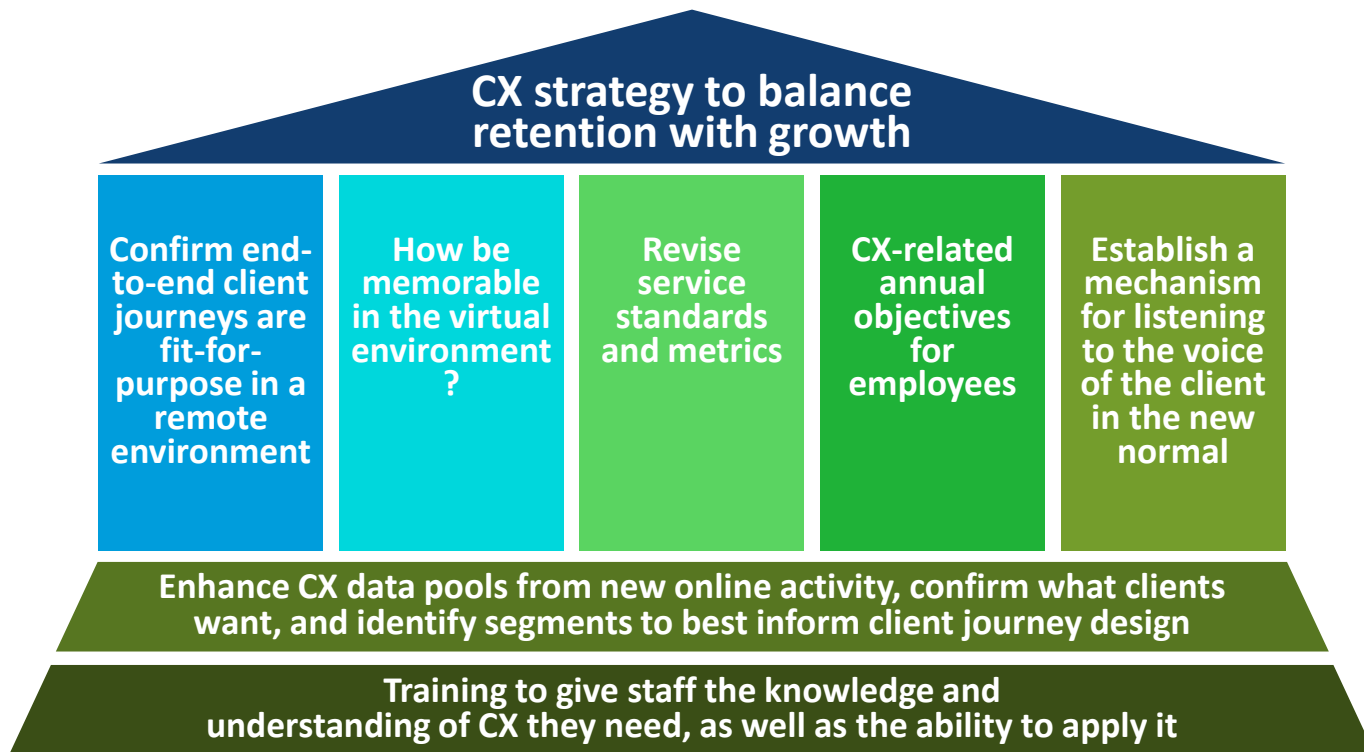 CX strategy to balance
retention with growth
Confirm end-
to-end client
journeys are
fit-for-
purpose in a
remote
environment
How be
memorable
in the virtual
environment
?
Revise
service
standards
and metrics
CX-related
annual
objectives
for
employees
Establish a
mechanism
for listening
to the voice
of the client
in the new
normal
Enhance CX data pools from new online activity, confirm what clients
want, and identify segments to best inform client journey design
Training to give staff the knowledge and
understanding of CX they need, as well as the ability to apply it